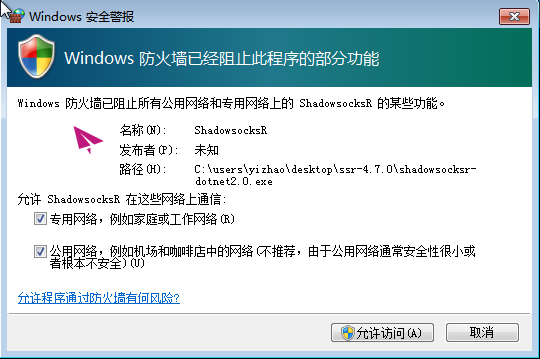 Windows 安全警报
Windows 防火墙已经阻止此程序的部分功能
Windows 防火墙已阻止所有公用网络和专用网络上的 ShadowsocksR 的某些功能。
名称(N): ShadowsocksR
发布者(P): 未知
路径(H): C:\users\yizhao\desktop\ssr-4.7.0\shadowsocksr-
dotnet2.0.exe
允许 ShadowsocksR 在这些网络上通信:
专用网络，例如家庭或工作网络(R)
公用网络，例如机场和咖啡店中的网络(不推荐，由于公用网络通常安全性很小或
者根本不安全)(U)
允许程序通过防火墙有何风险?
允许访问(A)
取消